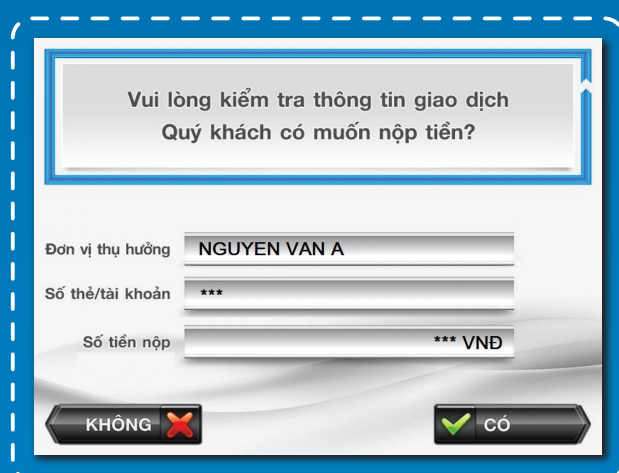 Vui lòng kiểm tra thông tin giao dịch
Quý khách có muốn nộp tiền?
Đơn vị thụ hưởng NGUYEN VAN A
Số thẻ/tài khoản ***
Số tiền nộp *** VNĐ
KHÔNG CÓ